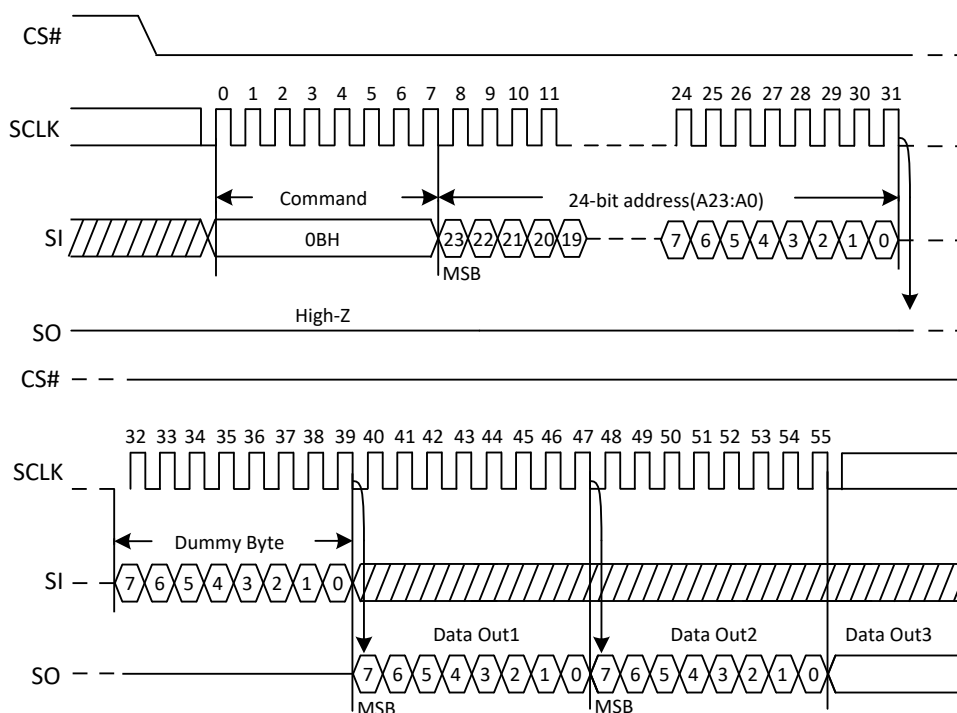 CS#
0 1 2 3 4 5 6 7 8 9 10 11 24 25 26 27 28 29 30 31
SCLK
Command 24-bit address(A23:A0)
SI 0BH 23 22 21 20 19 7 6 5 4 3 2 1 0
MSB
High-Z
SO
CS#
32 33 34 35 36 37 38 39 40 41 42 43 44 45 46 47 48 49 50 51 52 53 54 55
SCLK
Dummy Byte
SI 7 6 5 4 3 2 1 0
Data Out1 Data Out2 Data Out3
SO 7 6 5 4 3 2 1 0 7 6 5 4 3 2 1 0
MSB MSB